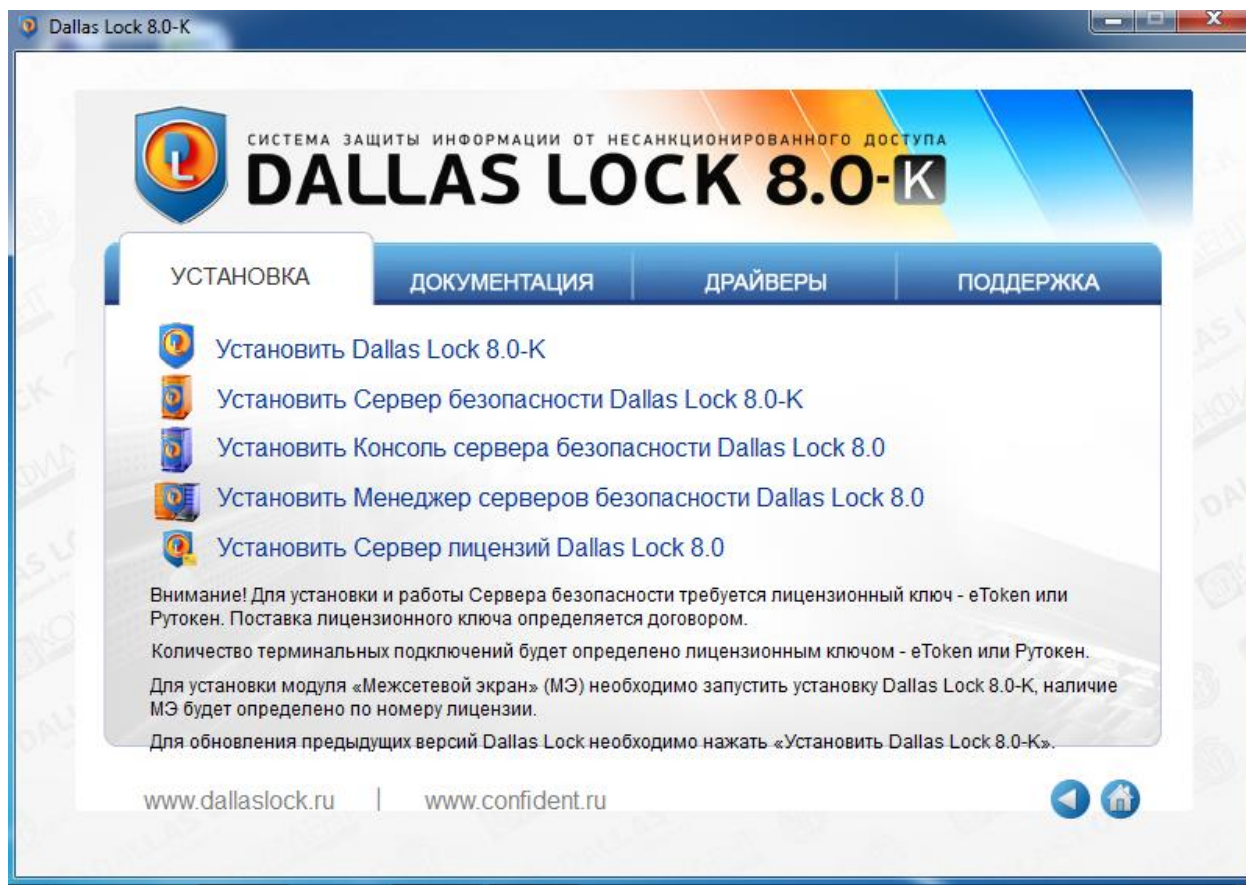 Dallas Lock 8.0-K
СИСТЕМА ЗАЩИТЫ ИНФОРМАЦИИ ОТ НЕСАНКЦИОНИРОВАННОГО ДОСТУПА
DALLAS LOCK 8.0-K
УСТАНОВКА ДОКУМЕНТАЦИЯ ДРАЙВЕРЫ ПОДДЕРЖКА
Установить Dallas Lock 8.0-K
Установить Сервер безопасности Dallas Lock 8.0-K
Установить Консоль сервера безопасности Dallas Lock 8.0
Установить Менеджер серверов безопасности Dallas Lock 8.0
Установить Сервер лицензий Dallas Lock 8.0
Внимание! Для установки и работы Сервера безопасности требуется лицензионный ключ - eToken или
Рутокен. Поставка лицензионного ключа определяется договором.
Количество терминальных подключений будет определено лицензионным ключом - eToken или Рутокен.
Для установки модуля «Межсетевой экран» (МЭ) необходимо запустить установку Dallas Lock 8.0-K, наличие
МЭ будет определено по номеру лицензии.
Для обновления предыдущих версий Dallas Lock необходимо нажать «Установить Dallas Lock 8.0-K».
www.dallaslock.ru | www.confident.ru